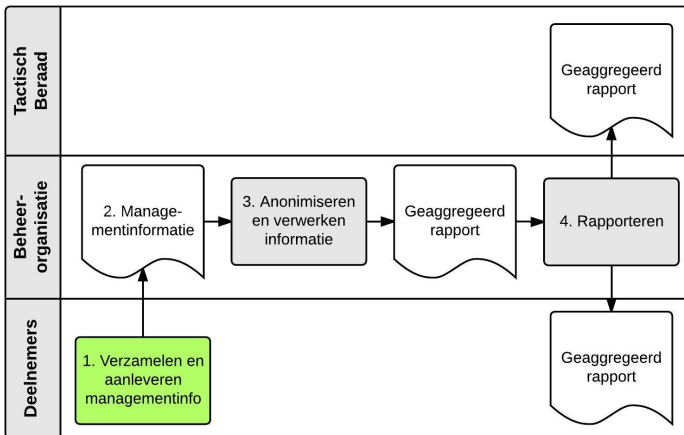 Tactisch
Beraad
Geaggregeerd
rapport
Beheer-
organisatie
2. Manage-
mentinformatie
3. Anonimiseren
en verwerken
informatie
Geaggregeerd
rapport
4. Rapporteren
Deelnemers
1. Verzamelen en
aanleveren
managementinfo
Geaggregeerd
rapport